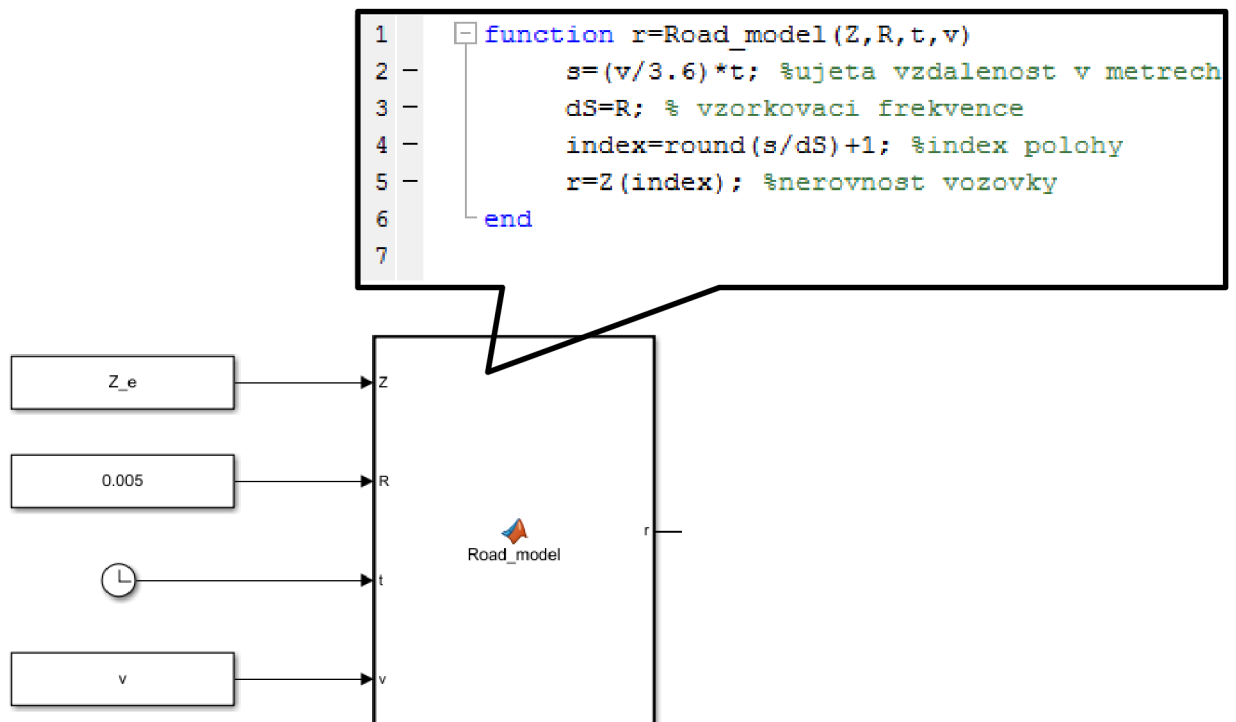 1 function r=Road_model(Z,R,t,v)
2 - s=(v/3.6)*t; %ujeta vzdalenost v metrech
3 - dS=R; % vzorkovaci frekvence
4 - index=round(s/dS)+1; %index polohy
5 - r=Z(index); %nerovnost vozovky
6 end
7
Z_e
Z
0.005
R
r
Road_model
t
v
v